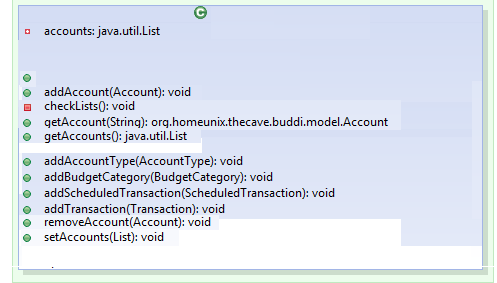 C
accounts: java.util.List
addAccount(Account): void
checkLists(): void
getAccount(String): org.homeunix.thecave.buddi.model.Account
getAccounts(): java.util.List
addAccountType(AccountType): void
addBudgetCategory(BudgetCategory): void
addScheduledTransaction(ScheduledTransaction): void
addTransaction(Transaction): void
removeAccount(Account): void
setAccounts(List): void